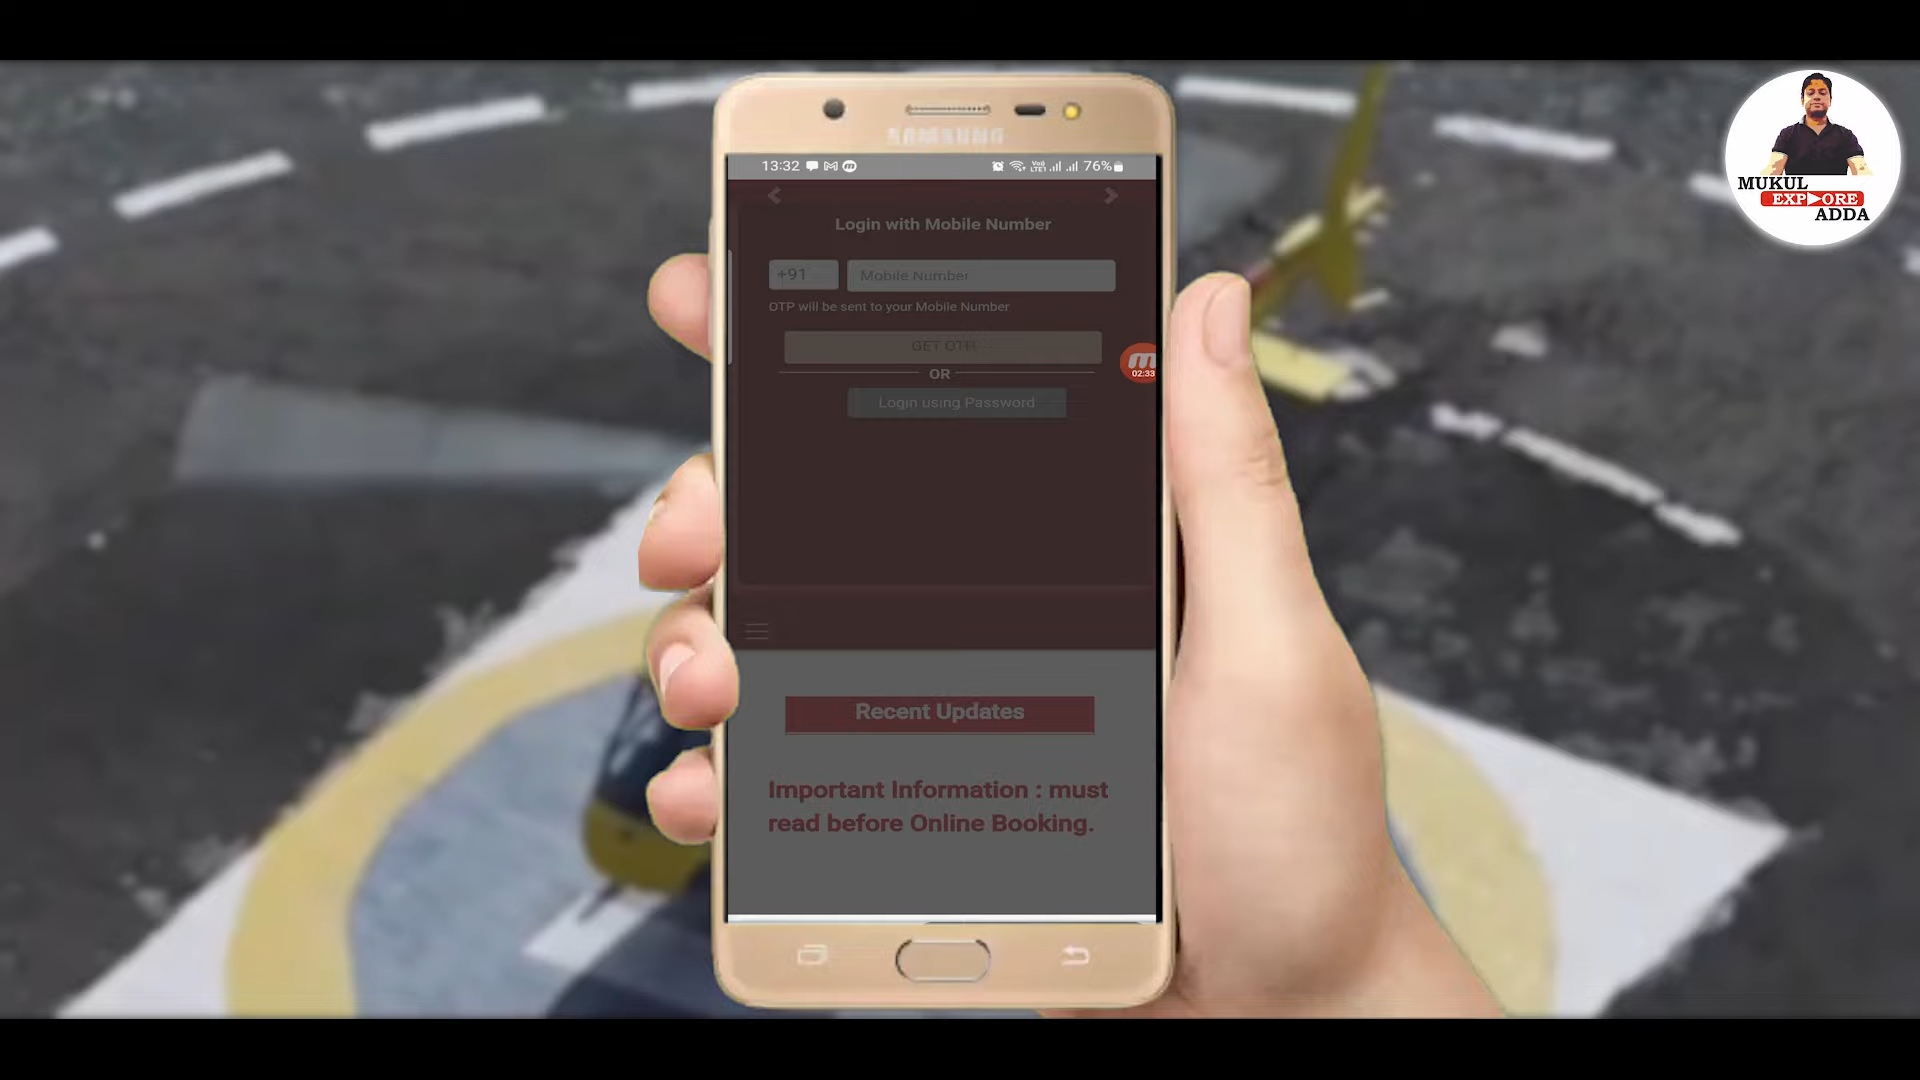 SAMSUNG
13:32 76%
Login with Mobile Number
+91 Mobile Number
OTP will be sent to your Mobile Number
GET OTP
OR
Login using Password
02:33
Recent Updates
Important Information : must
read before Online Booking.
MUKUL
EXPLORE
ADDA